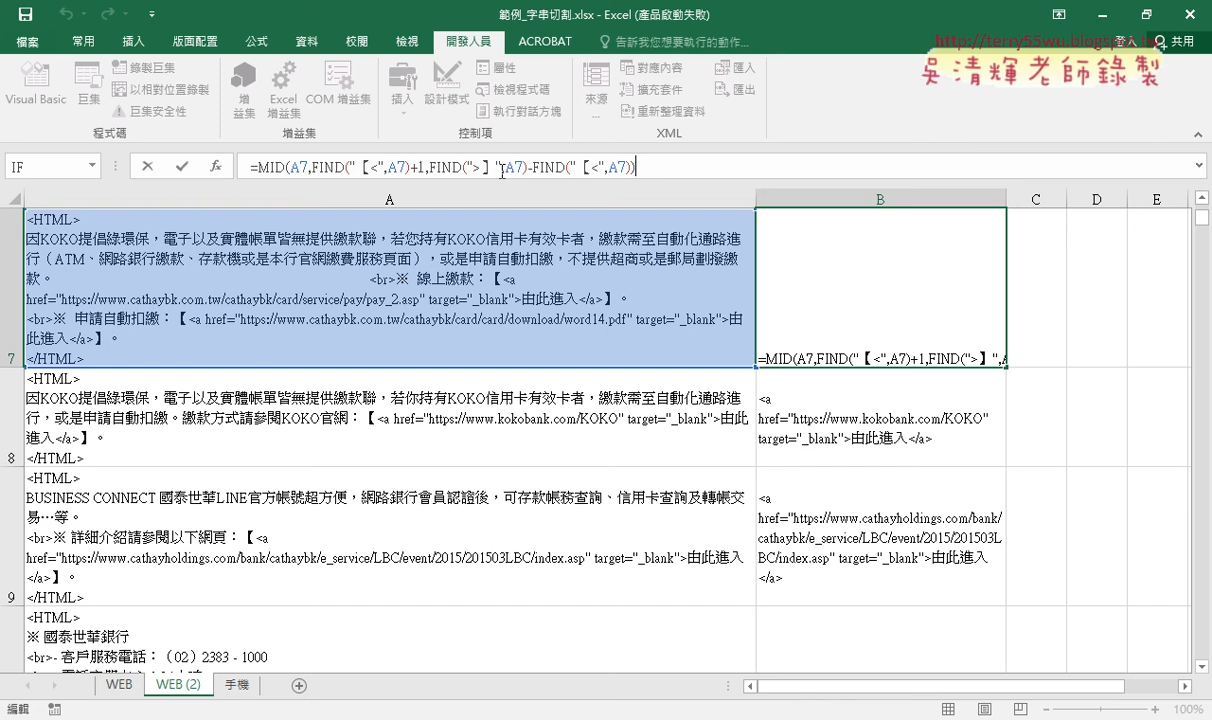 範例_字串切割.xlsx - Excel (產品啟動失敗)
檔案 常用 插入 版面配置 公式 資料 校閱 檢視 開發人員 ACROBAT 告訴我您想要執行的動作... 登入 共用
http://terry55wu.blogspot.tw
吳清輝老師錄製
Visual Basic 巨集 錄製巨集 以相對位置錄製 巨集安全性 程式碼
增益集 Excel 增益集 COM 增益集 增益集
插入 設計模式 屬性 檢視程式碼 執行對話方塊 控制項
來源... 對應內容 擴充套件 重新整理資料 匯入 匯出 XML
IF =MID(A7,FIND("【<",A7)+1,FIND(">】",A7)-FIND("【<",A7))
A B C D E
<HTML>
因KOKO提倡綠環保，電子以及實體帳單皆無提供繳款聯，若您持有KOKO信用卡有效卡者，繳款需至自動化通路進
行（ATM、網路銀行繳款、存款機或是本行官網繳費服務頁面），或是申請自動扣繳，不提供超商或是郵局劃撥繳
款。 <br>※ 線上繳款：【<a
href="https://www.cathaybk.com.tw/cathaybk/card/service/pay/pay_2.asp" target="_blank">由此進入</a>】。
<br>※ 申請自動扣繳：【<a href="https://www.cathaybk.com.tw/cathaybk/card/card/download/word14.pdf" target="_blank">由
此進入</a>】。
7 </HTML> =MID(A7,FIND("【<",A7)+1,FIND(">】",A
<HTML>
因KOKO提倡綠環保，電子以及實體帳單皆無提供繳款聯，若你持有KOKO信用卡有效卡者，繳款需至自動化通路進
行，或是申請自動扣繳。繳款方式請參閱KOKO官網：【<a href="https://www.kokobank.com/KOKO" target="_blank">由此
進入</a>】。
8 </HTML>
<a
href="https://www.kokobank.com/KOKO"
target="_blank">由此進入</a>
<HTML>
BUSINESS CONNECT 國泰世華LINE官方帳號超方便，網路銀行會員認證後，可存款帳務查詢、信用卡查詢及轉帳交
易…等。
<br>※ 詳細介紹請參閱以下網頁：【<a
href="https://www.cathayholdings.com/bank/cathaybk/e_service/LBC/event/2015/201503LBC/index.asp" target="_blank">由此進入
</a>】。
9 </HTML>
<a
href="https://www.cathayholdings.com/bank/
cathaybk/e_service/LBC/event/2015/201503L
BC/index.asp" target="_blank">由此進入
</a>
<HTML>
※ 國泰世華銀行
<br>- 客戶服務電話：（02）2383 - 1000
WEB WEB (2) 手機
編輯 100%